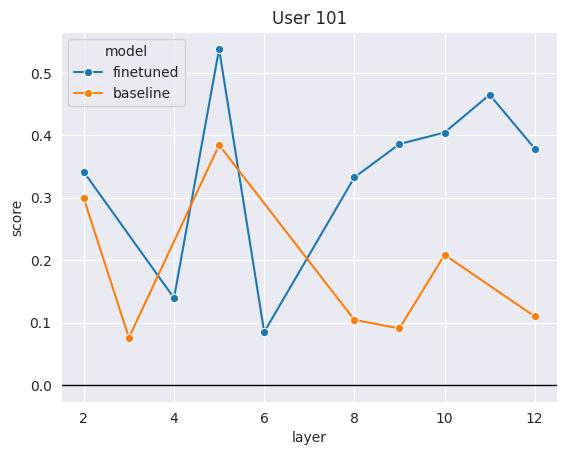 User 101
model
finetuned
baseline
score
0.5
0.4
0.3
0.2
0.1
0.0
2 4 6 8 10 12
layer